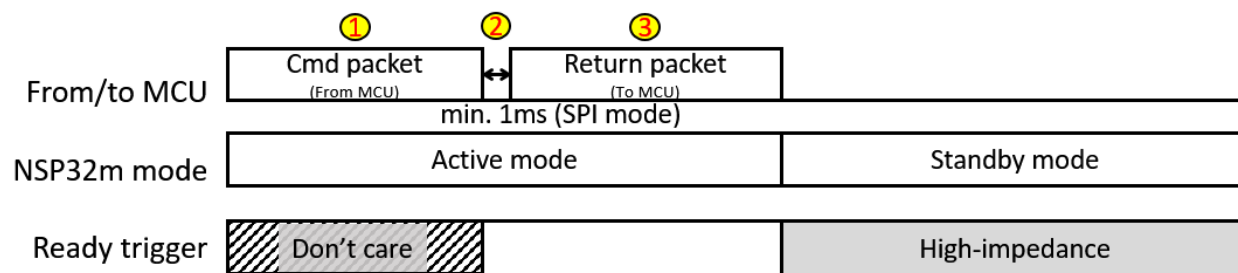 1 2 3
From/to MCU
Cmd packet
(From MCU)
Return packet
(To MCU)
min. 1ms (SPI mode)
NSP32m mode
Active mode
Standby mode
Ready trigger
Don't care
High-impedance